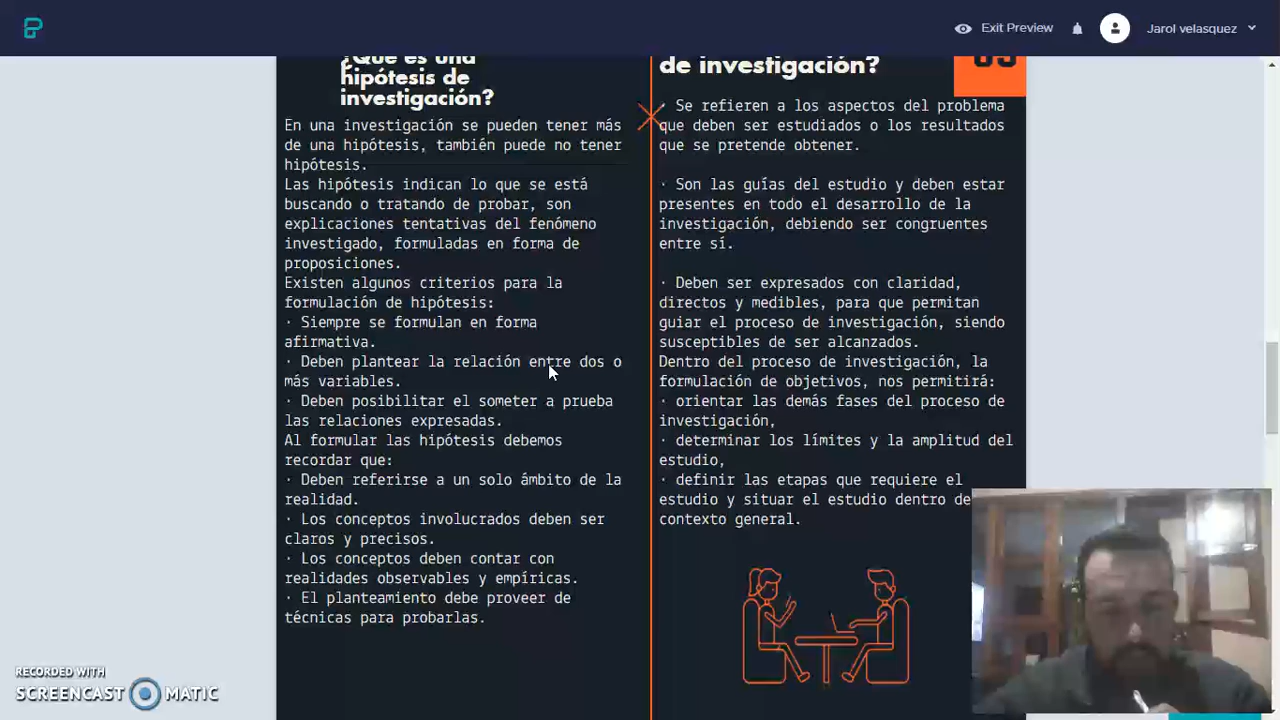 Exit Preview
Jarol velasquez
¿Qué es una
hipótesis de
investigación?
En una investigación se pueden tener más
de una hipótesis, también puede no tener
hipótesis.
Las hipótesis indican lo que se está
buscando o tratando de probar, son
explicaciones tentativas del fenómeno
investigado, formuladas en forma de
proposiciones.
Existen algunos criterios para la
formulación de hipótesis:
· Siempre se formulan en forma
afirmativa.
· Deben plantear la relación entre dos o
más variables.
· Deben posibilitar el someter a prueba
las relaciones expresadas.
Al formular las hipótesis debemos
recordar que:
· Deben referirse a un solo ámbito de la
realidad.
· Los conceptos involucrados deben ser
claros y precisos.
· Los conceptos deben contar con
realidades observables y empíricas.
· El planteamiento debe proveer de
técnicas para probarlas.
de investigación?
· Se refieren a los aspectos del problema
que deben ser estudiados o los resultados
que se pretende obtener.
· Son las guías del estudio y deben estar
presentes en todo el desarrollo de la
investigación, debiendo ser congruentes
entre sí.
· Deben ser expresados con claridad,
directos y medibles, para que permitan
guiar el proceso de investigación, siendo
susceptibles de ser alcanzados.
Dentro del proceso de investigación, la
formulación de objetivos, nos permitirá:
· orientar las demás fases del proceso de
investigación,
· determinar los límites y la amplitud del
estudio,
· definir las etapas que requiere el
estudio y situar el estudio dentro de
contexto general.
RECORDED WITH
SCREENCAST MATIC